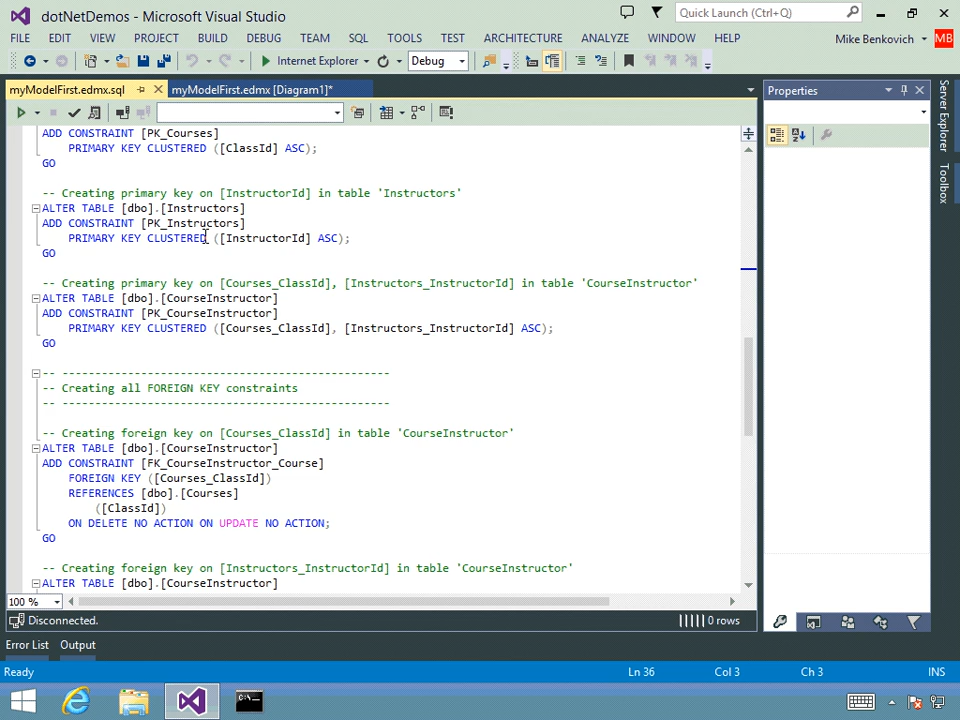 dotNetDemos - Microsoft Visual Studio
Quick Launch (Ctrl+Q)
FILE EDIT VIEW PROJECT BUILD DEBUG TEAM SQL TOOLS TEST ARCHITECTURE ANALYZE WINDOW HELP Mike Benkovich MB
Internet Explorer Debug
myModelFirst.edmx.sql myModelFirst.edmx [Diagram1]* Properties
ADD CONSTRAINT [PK_Courses]
PRIMARY KEY CLUSTERED ([ClassId] ASC);
GO
-- Creating primary key on [InstructorId] in table 'Instructors'
ALTER TABLE [dbo].[Instructors]
ADD CONSTRAINT [PK_Instructors]
PRIMARY KEY CLUSTERED ([InstructorId] ASC);
GO
-- Creating primary key on [Courses_ClassId], [Instructors_InstructorId] in table 'CourseInstructor'
ALTER TABLE [dbo].[CourseInstructor]
ADD CONSTRAINT [PK_CourseInstructor]
PRIMARY KEY CLUSTERED ([Courses_ClassId], [Instructors_InstructorId] ASC);
GO
-- --------------------------------------------------
-- Creating all FOREIGN KEY constraints
-- --------------------------------------------------
-- Creating foreign key on [Courses_ClassId] in table 'CourseInstructor'
ALTER TABLE [dbo].[CourseInstructor]
ADD CONSTRAINT [FK_CourseInstructor_Course]
FOREIGN KEY ([Courses_ClassId])
REFERENCES [dbo].[Courses]
([ClassId])
ON DELETE NO ACTION ON UPDATE NO ACTION;
GO
-- Creating foreign key on [Instructors_InstructorId] in table 'CourseInstructor'
ALTER TABLE [dbo].[CourseInstructor]
100 %
Disconnected. 0 rows
Error List Output
Ready Ln 36 Col 3 Ch 3 INS
Server Explorer
Toolbox